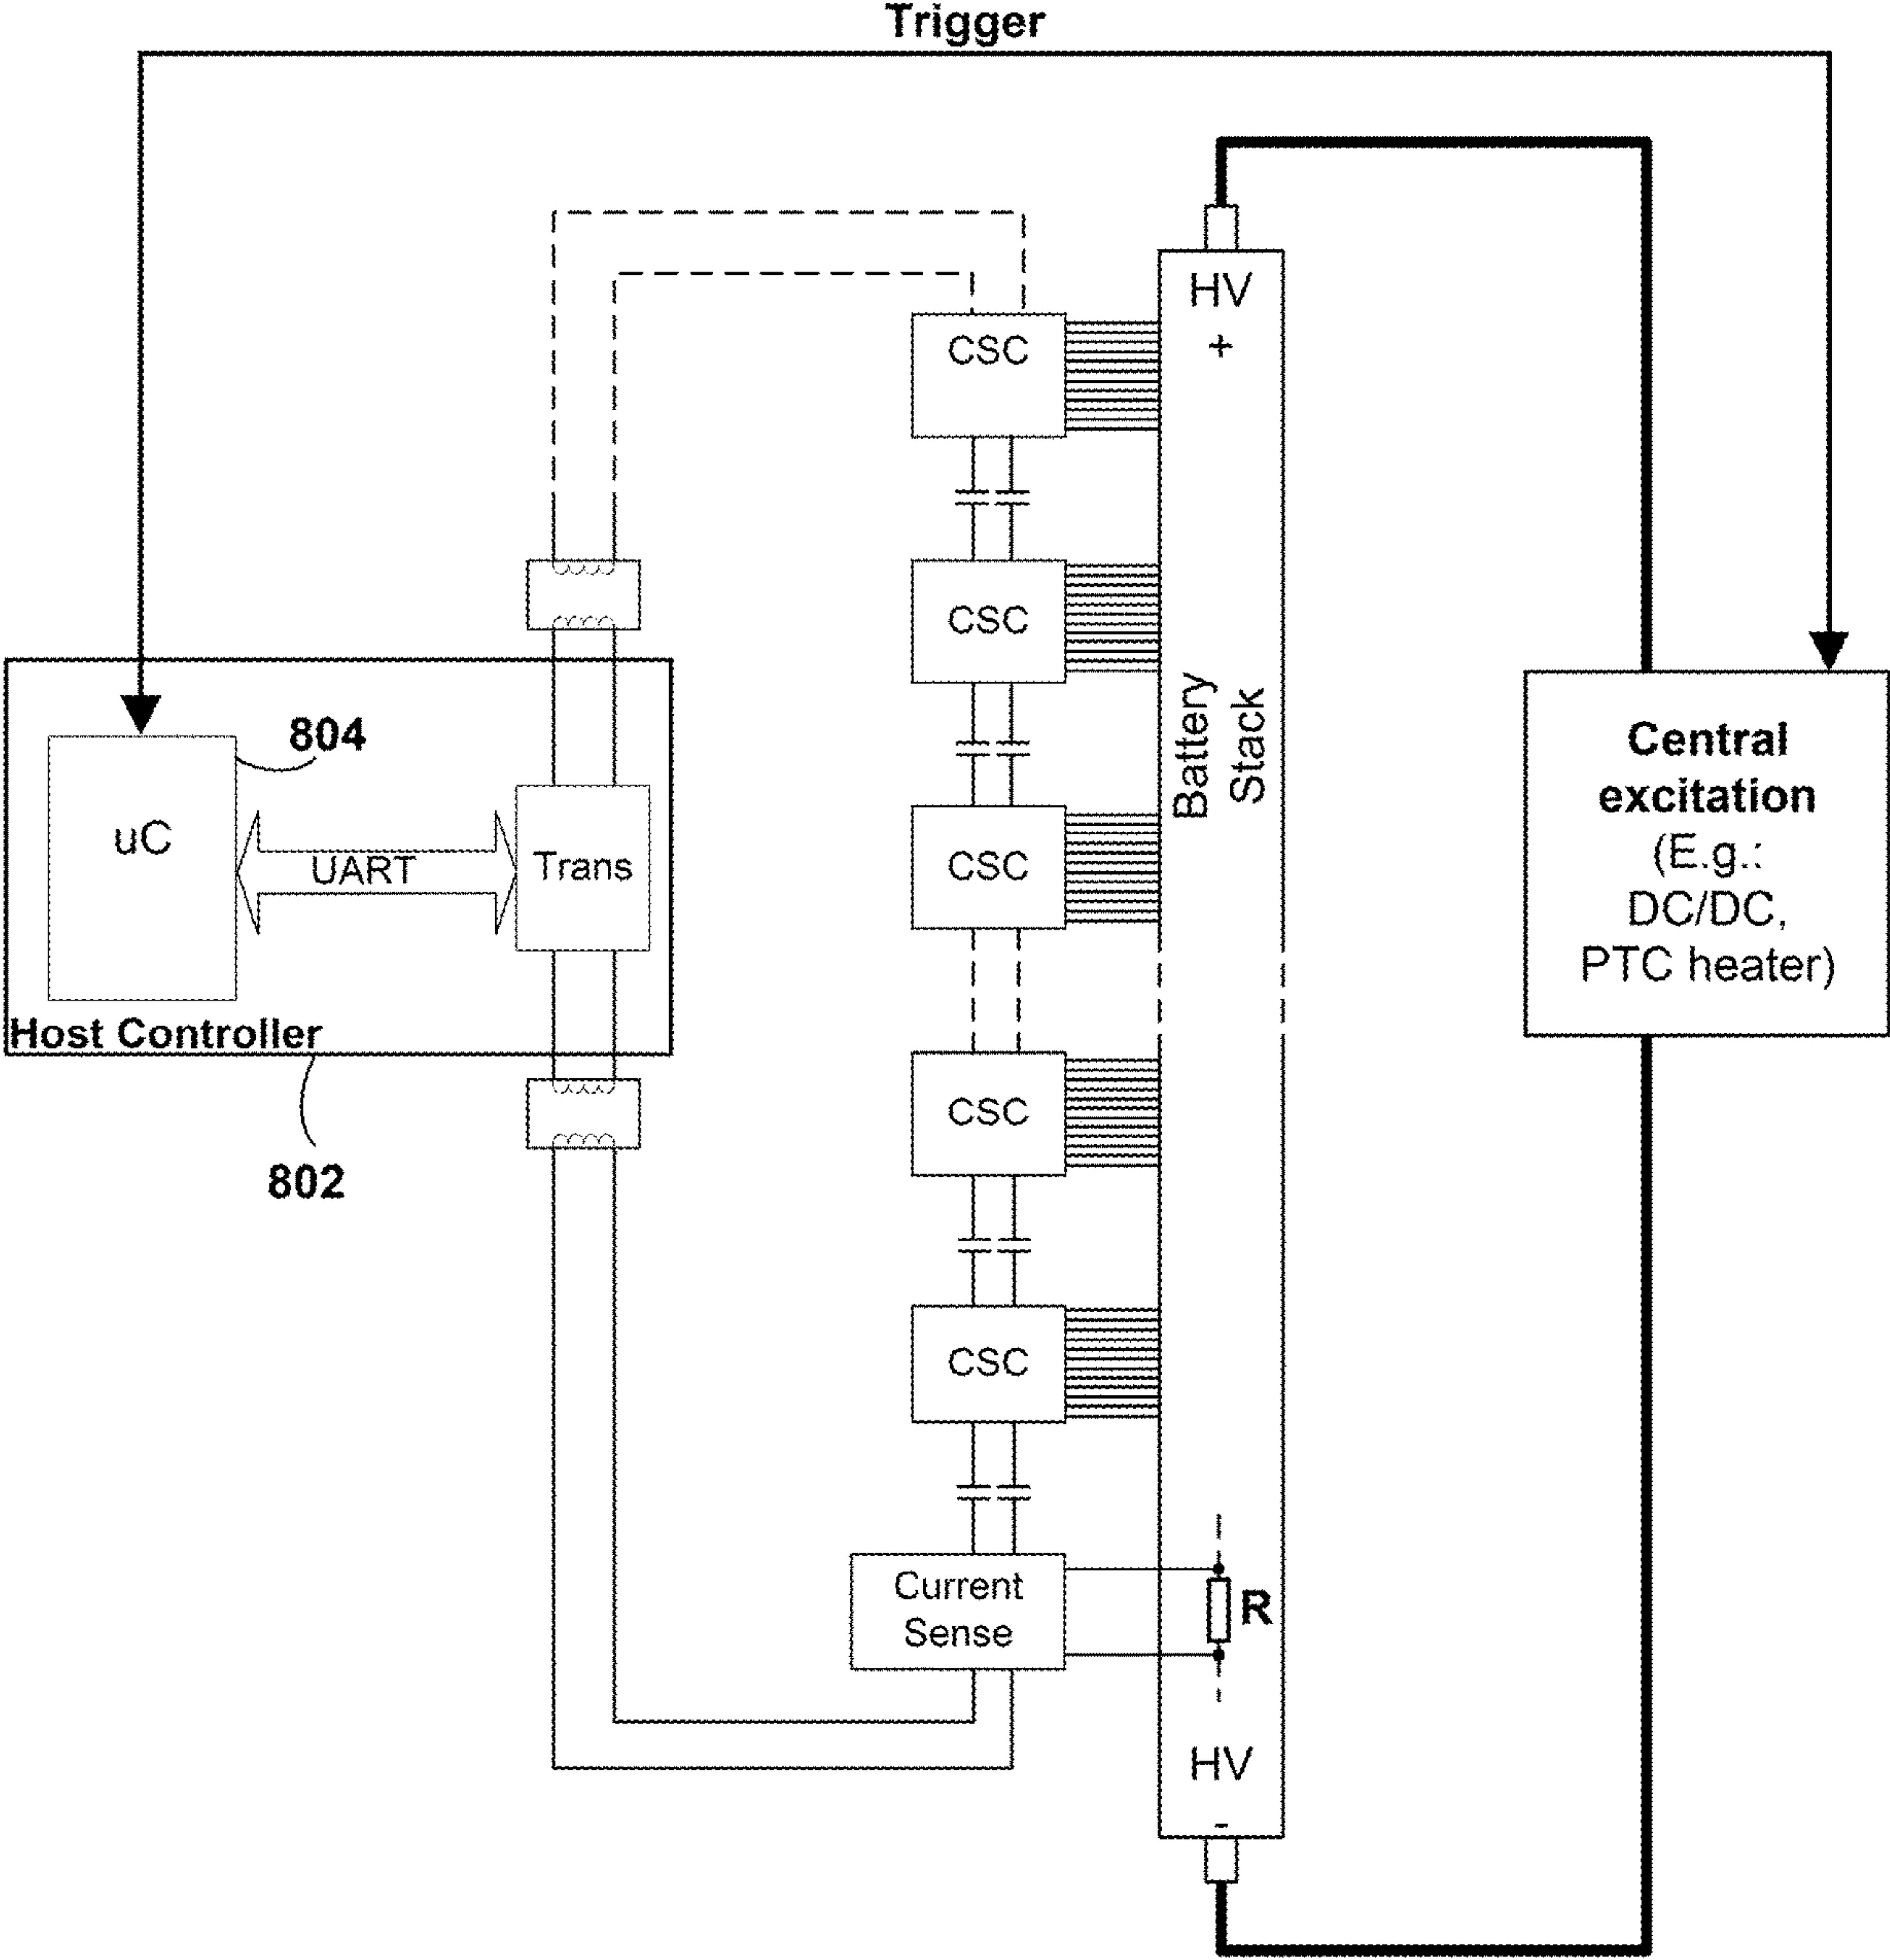 Trigger
HV
+
CSC
CSC
Battery
Stack
804
uC
UART
Trans
CSC
Central
excitation
(E.g.:
DC/DC,
PTC heater)
Host Controller
802
CSC
CSC
Current
Sense
R
HV
-